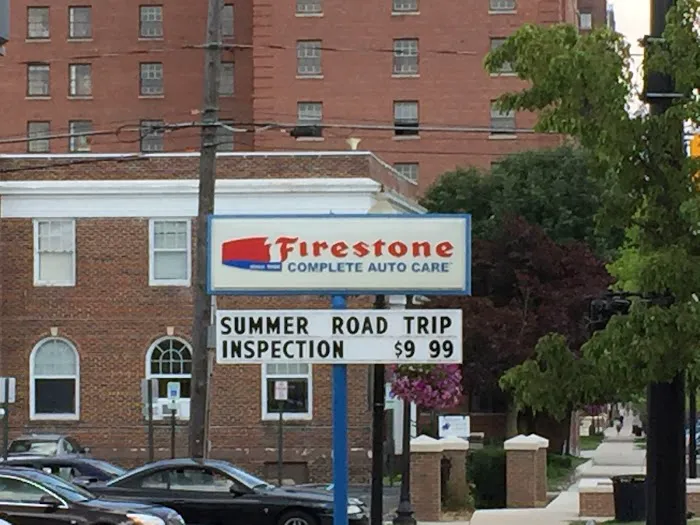 Firestone
COMPLETE AUTO CARE
SUMMER ROAD TRIP
INSPECTION $9 99